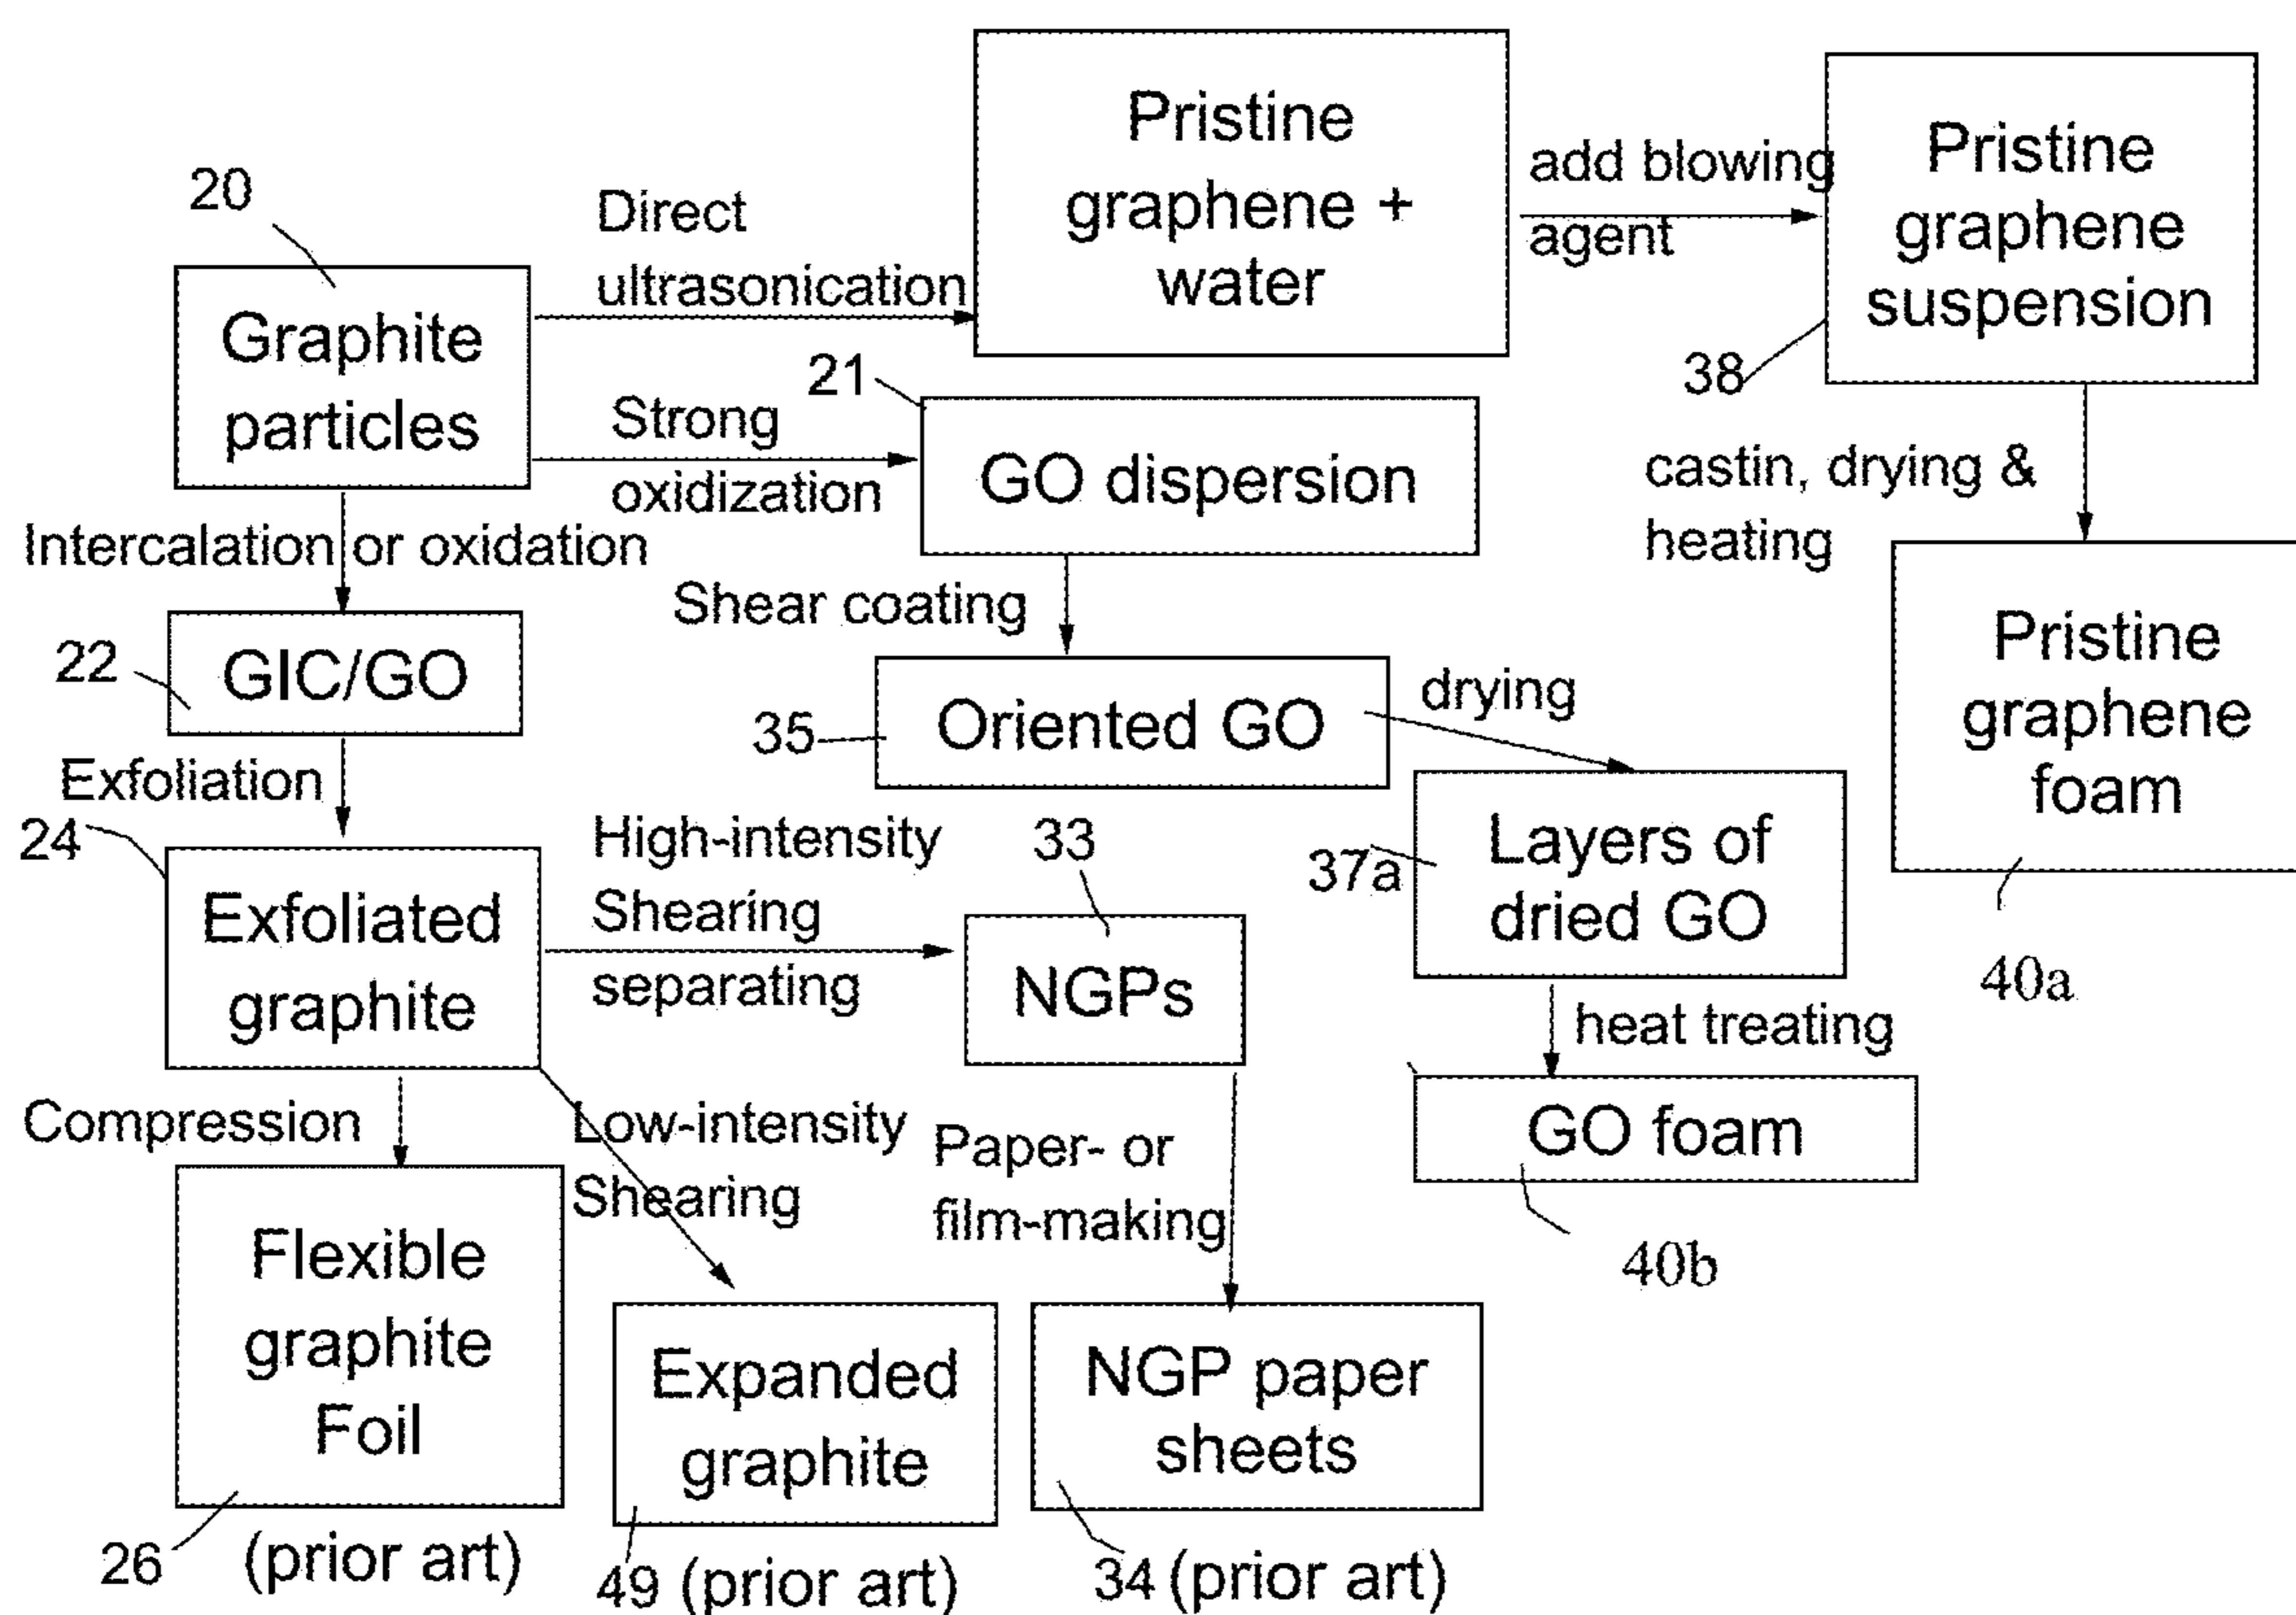 20
Graphite
particles
Direct
ultrasonication
Pristine
graphene +
water
add blowing
agent
Pristine
graphene
suspension
38
Strong
oxidization
21
GO dispersion
castin, drying &
heating
Pristine
graphene
foam
40a
Intercalation or oxidation
22
GIC/GO
Shear coating
35
Oriented GO
drying
37a
Layers of
dried GO
heat treating
GO foam
40b
Exfoliation
24
Exfoliated
graphite
High-intensity
Shearing
separating
33
NGPs
Compression
Flexible
graphite
Foil
26
(prior art)
Low-intensity
Shearing
Expanded
graphite
49 (prior art)
Paper- or
film-making
NGP paper
sheets
34 (prior art)